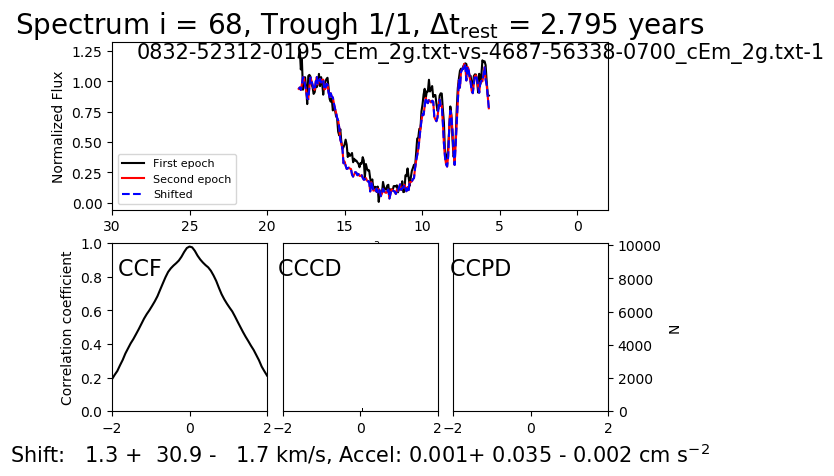 Spectrum i = 68, Trough 1/1, Δt_rest = 2.795 years
0832-52312-0195_cEm_2g.txt-vs-4687-56338-0700_cEm_2g.txt-1
Normalized Flux
1.25
1.00
0.75
0.50
0.25
0.00
First epoch
Second epoch
Shifted
30 25 20 15 10 5 0
Correlation coefficient
1.0
0.8
0.6
0.4
0.2
0.0
CCF
CCCD
CCPD
10000
8000
6000
4000
2000
0
N
−2 0 2 −2 0 2 −2 0 2
Shift: 1.3 + 30.9 - 1.7 km/s, Accel: 0.001+ 0.035 - 0.002 cm s⁻²